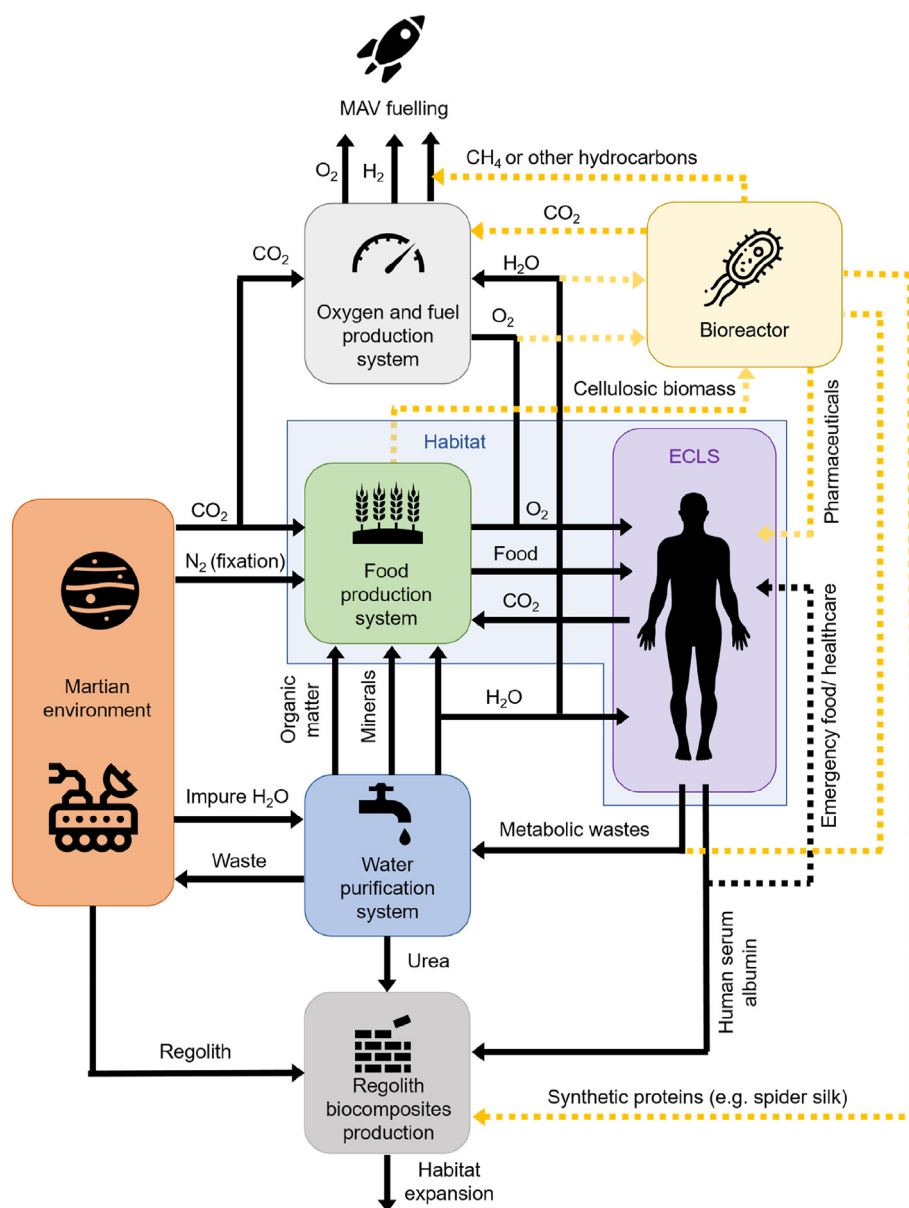 MAV fuelling
O₂
H₂
CH₄ or other hydrocarbons
CO₂
CO₂
H₂O
Oxygen and fuel
production
system
O₂
Bioreactor
Cellulosic biomass
Pharmaceuticals
Habitat
ECLS
CO₂
N₂ (fixation)
Food
production
system
O₂
Food
CO₂
Martian
environment
Organic
matter
Minerals
H₂O
Emergency food/ healthcare
Impure H₂O
Waste
Water
purification
system
Metabolic wastes
Urea
Human serum
albumin
Regolith
Regolith
biocomposites
production
Synthetic proteins (e.g. spider silk)
Habitat
expansion